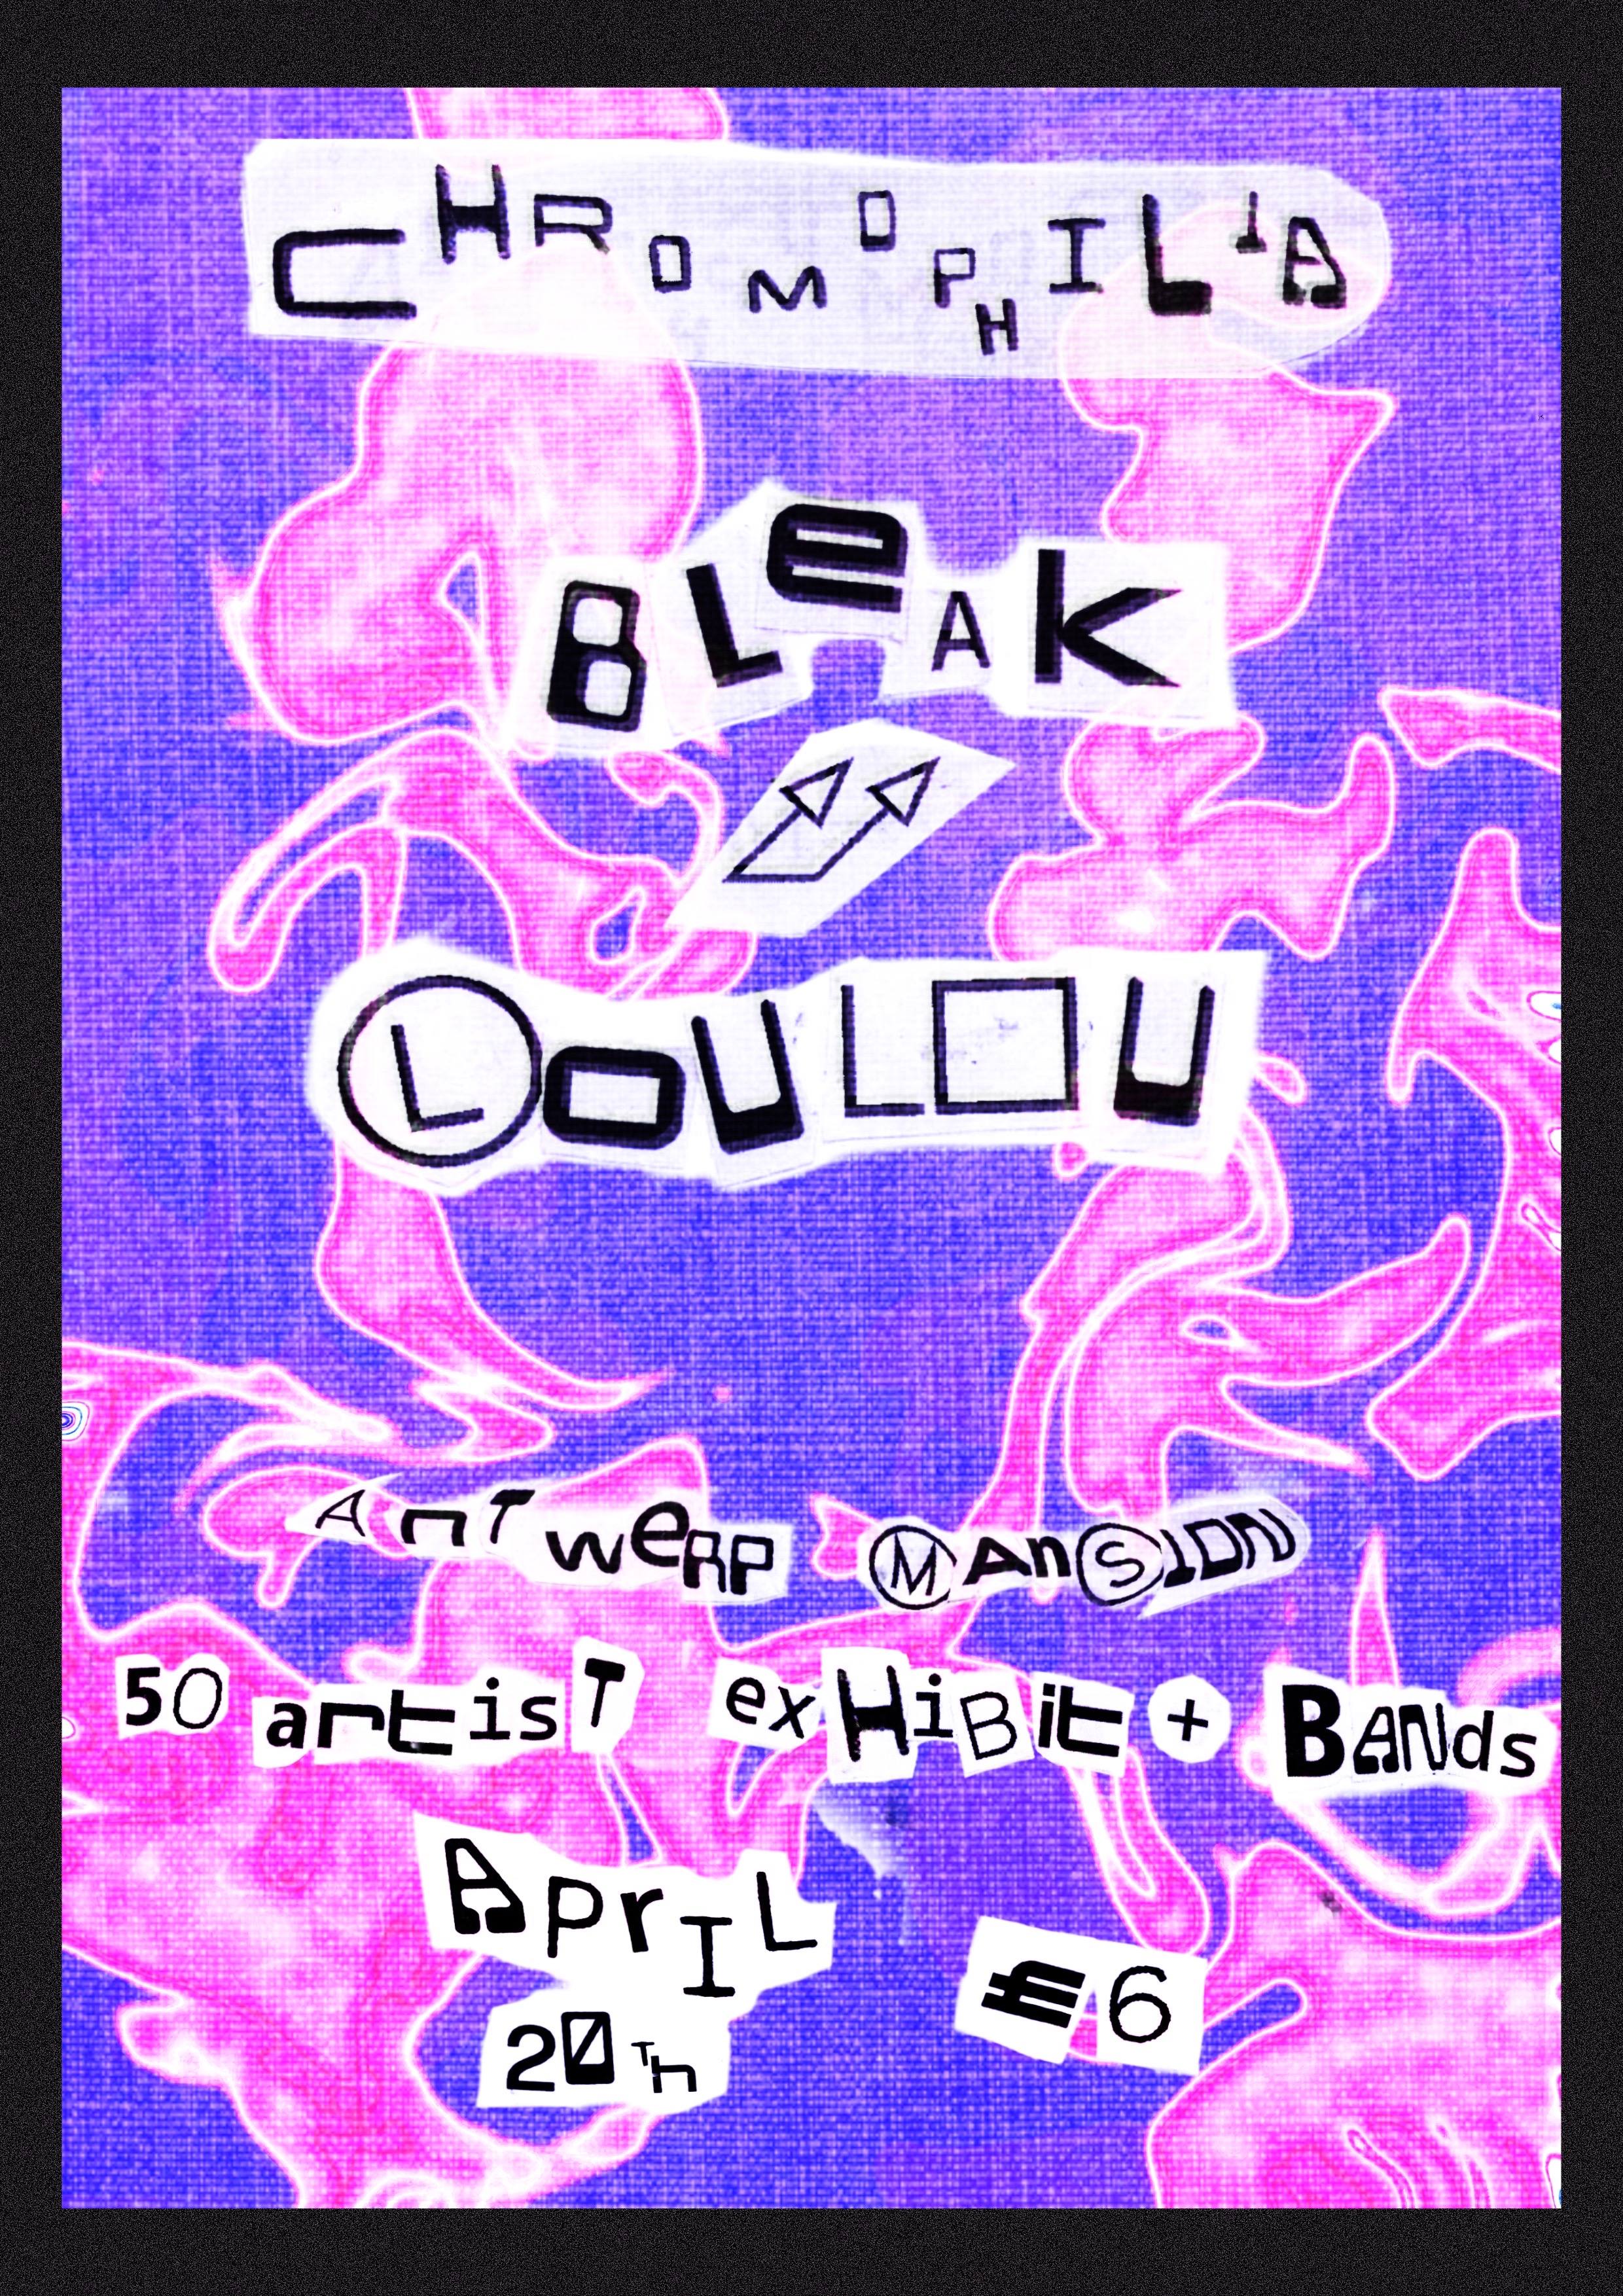 CHROMOPHILIA
BLeAK
LOULOU
AnTweRP MAnSION
50 artisT exHiBit + BANds
AprIL
20Th
£6